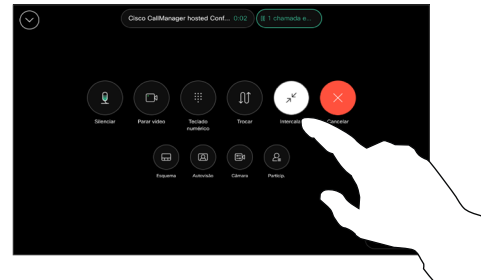 Cisco CallManager hosted Conf... 0:02
1 chamada e...
Silenciar
Parar vídeo
Teclado
numérico
Trocar
Intercala
Cancelar
Esquema
Autovisão
Câmara
Particip.